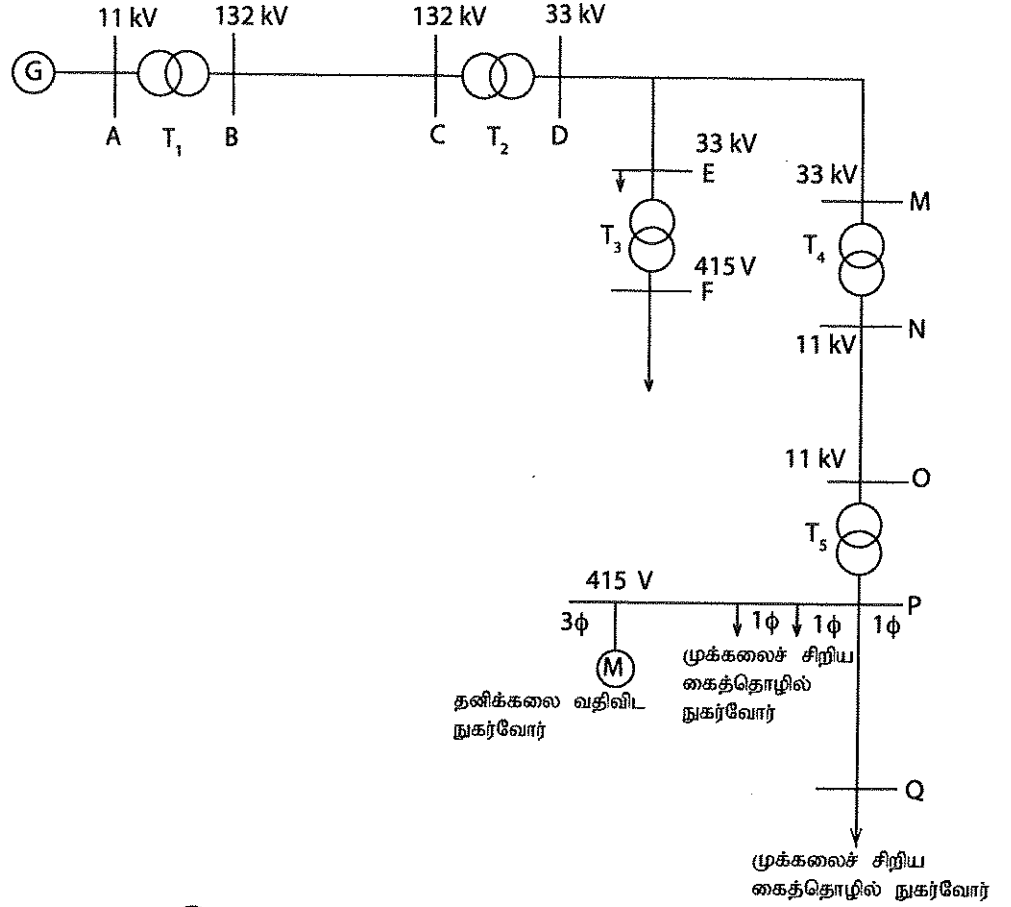 11 kV
132 kV
132 kV
33 kV
G
A
T1
B
C
T2
D
33 kV
E
33 kV
M
T3
T4
415 V
F
N
11 kV
11 kV
O
T5
415 V
P
3ϕ
1ϕ
1ϕ
1ϕ
M
முக்கலைச் சிறிய
கைத்தொழில்
நுகர்வோர்
தனிக்கலை வதிவிட
நுகர்வோர்
Q
முக்கலைச் சிறிய
கைத்தொழில் நுகர்வோர்